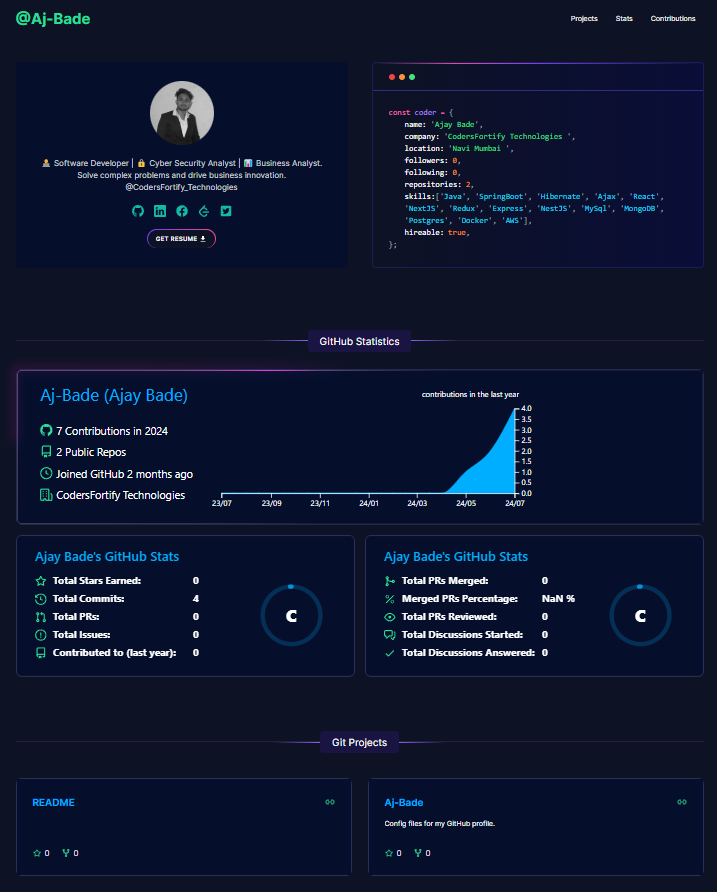 @Aj-Bade
Projects Stats Contributions
Software Developer | Cyber Security Analyst | Business Analyst.
Solve complex problems and drive business innovation.
@CodersFortify_Technologies
GET RESUME
const coder = {
name: 'Ajay Bade',
company: 'CodersFortify Technologies ',
location: 'Navi Mumbai ',
followers: 0,
following: 0,
repositories: 2,
skills:['Java', 'SpringBoot', 'Hibernate', 'Ajax', 'React',
'NextJS', 'Redux', 'Express', 'NestJS', 'MySql', 'MongoDB',
'Postgres', 'Docker', 'AWS'],
hireable: true,
};
GitHub Statistics
Aj-Bade (Ajay Bade)
7 Contributions in 2024
2 Public Repos
Joined GitHub 2 months ago
CodersFortify Technologies
contributions in the last year
4.0
3.5
3.0
2.5
2.0
1.5
1.0
0.5
0.0
23/07 23/09 23/11 24/01 24/03 24/05 24/07
Ajay Bade's GitHub Stats
Total Stars Earned: 0
Total Commits: 4
Total PRs: 0
Total Issues: 0
Contributed to (last year): 0
C
Ajay Bade's GitHub Stats
Total PRs Merged: 0
Merged PRs Percentage: NaN %
Total PRs Reviewed: 0
Total Discussions Started: 0
Total Discussions Answered: 0
C
Git Projects
README
0 0
Aj-Bade
Config files for my GitHub profile.
0 0